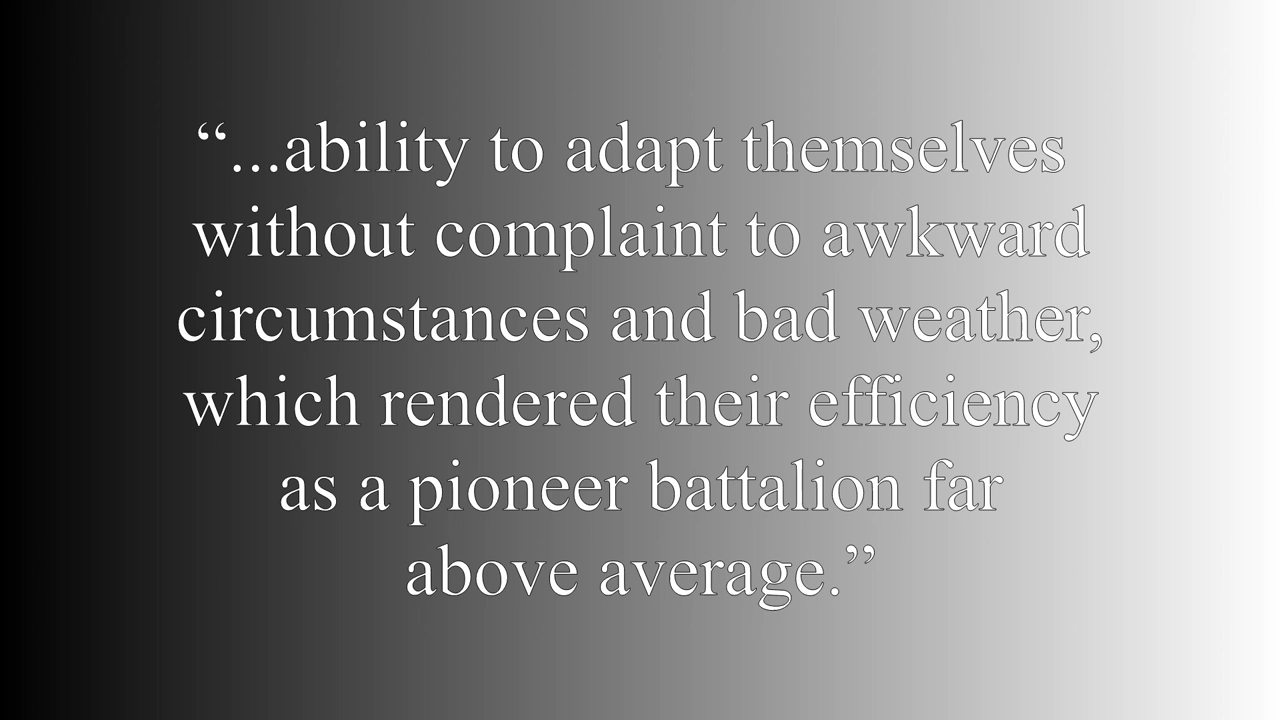 “...ability to adapt themselves
without complaint to awkward
circumstances and bad weather,
which rendered their efficiency
as a pioneer battalion far
above average.”